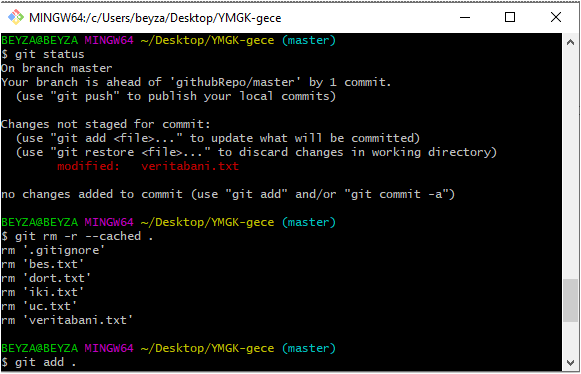 MINGW64:/c/Users/beyza/Desktop/YMGK-gece
BEYZA@BEYZA MINGW64 ~/Desktop/YMGK-gece (master)
$ git status
On branch master
Your branch is ahead of 'githubRepo/master' by 1 commit.
  (use "git push" to publish your local commits)

Changes not staged for commit:
  (use "git add <file>..." to update what will be committed)
  (use "git restore <file>..." to discard changes in working directory)
        modified:   veritabani.txt

no changes added to commit (use "git add" and/or "git commit -a")

BEYZA@BEYZA MINGW64 ~/Desktop/YMGK-gece (master)
$ git rm -r --cached .
rm '.gitignore'
rm 'bes.txt'
rm 'dort.txt'
rm 'iki.txt'
rm 'uc.txt'
rm 'veritabani.txt'

BEYZA@BEYZA MINGW64 ~/Desktop/YMGK-gece (master)
$ git add .